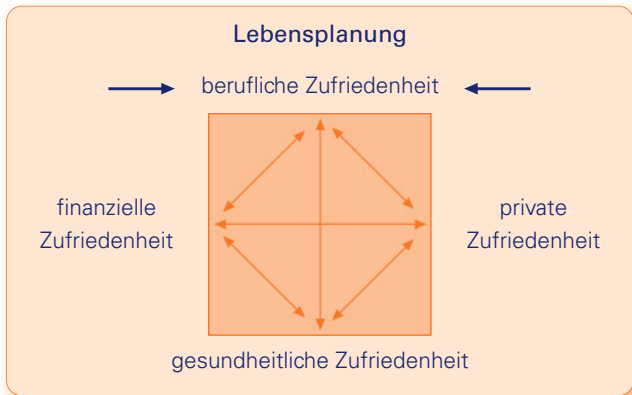 Lebensplanung
berufliche Zufriedenheit
finanzielle
Zufriedenheit
private
Zufriedenheit
gesundheitliche Zufriedenheit